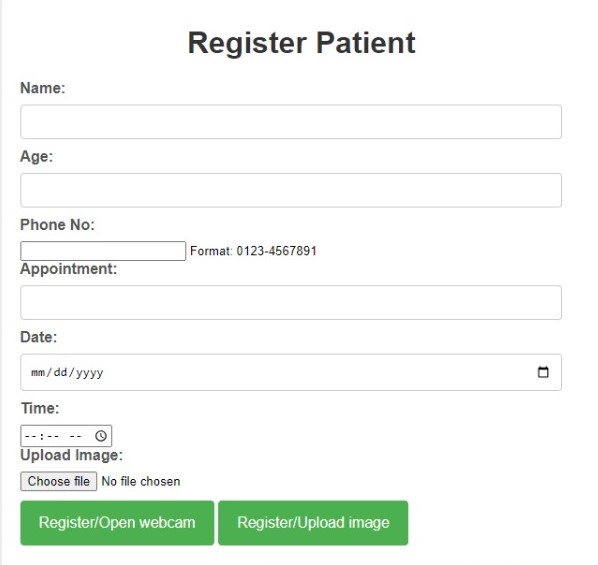 Register Patient
Name:
Age:
Phone No:
Format: 0123-4567891
Appointment:
Date:
mm/dd/yyyy
Time:
--:-- --
Upload Image:
Choose file No file chosen
Register/Open webcam Register/Upload image